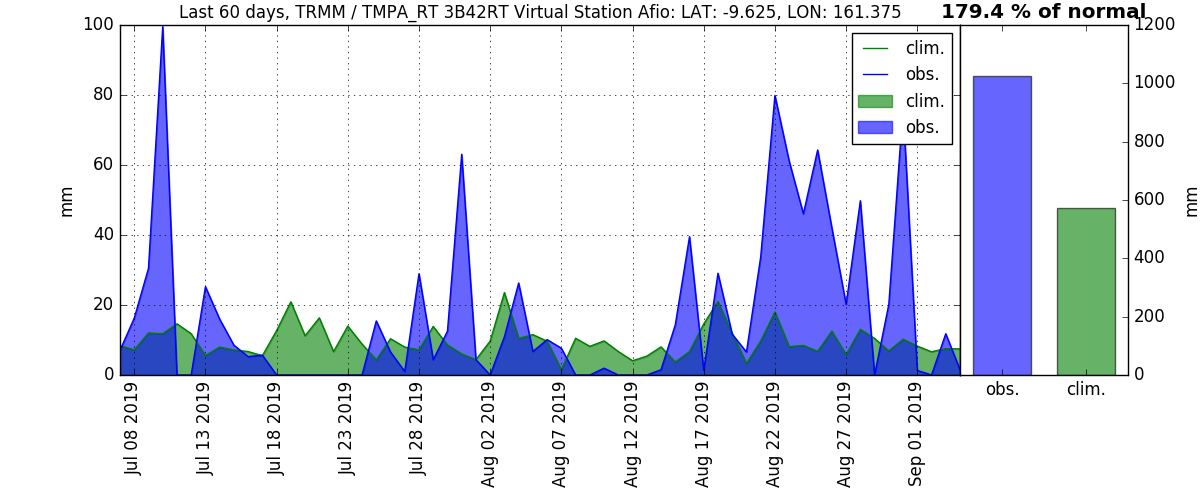 Last 60 days, TRMM / TMPA_RT 3B42RT Virtual Station Afio: LAT: -9.625, LON: 161.375
179.4 % of normal
100
80
60
40
20
0
mm
clim.
obs.
clim.
obs.
Jul 08 2019
Jul 13 2019
Jul 18 2019
Jul 23 2019
Jul 28 2019
Aug 02 2019
Aug 07 2019
Aug 12 2019
Aug 17 2019
Aug 22 2019
Aug 27 2019
Sep 01 2019
1200
1000
800
600
400
200
0
mm
obs.
clim.